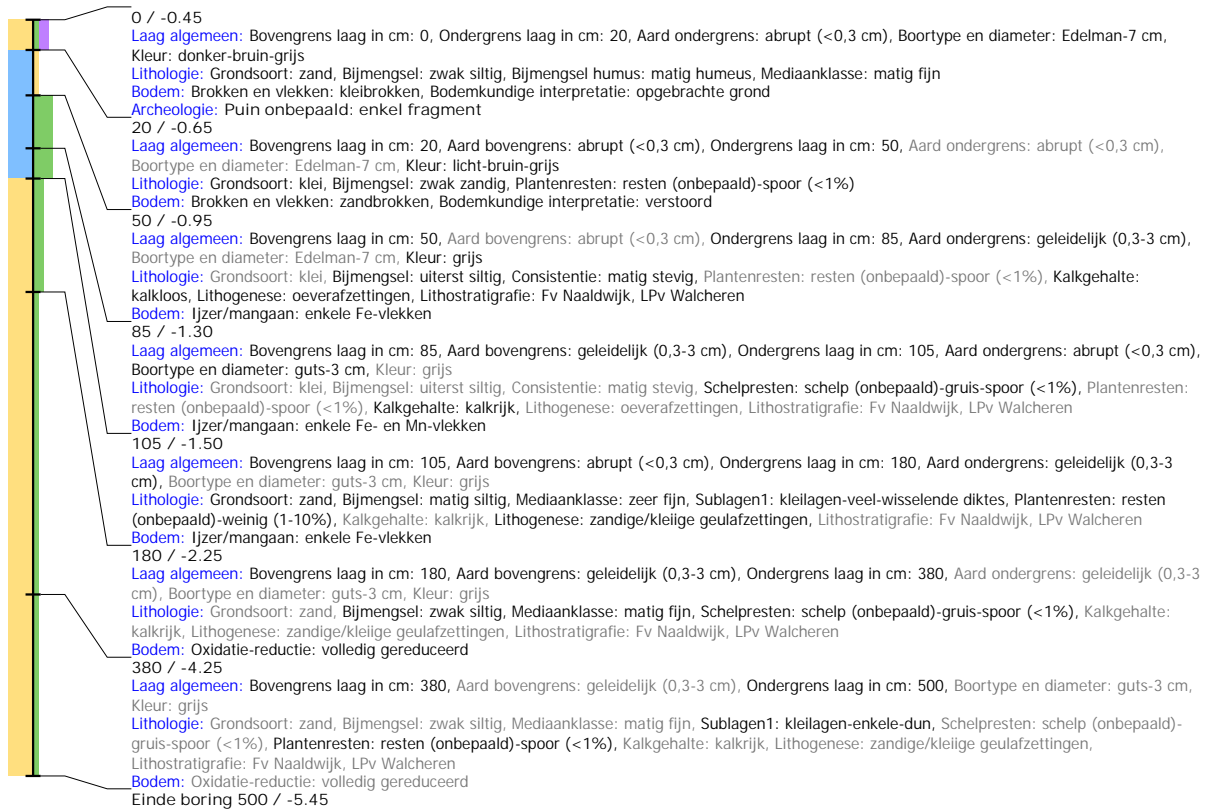 0 / -0.45
Laag algemeen: Bovengrens laag in cm: 0, Ondergrens laag in cm: 20, Aard ondergrens: abrupt (<0,3 cm), Boortype en diameter: Edelman-7 cm,
Kleur: donker-bruin-grijs
Lithologie: Grondsoort: zand, Bijmengsel: zwak siltig, Bijmengsel humus: matig humeus, Mediaanklasse: matig fijn
Bodem: Brokken en vlekken: kleibrokken, Bodemkundige interpretatie: opgebrachte grond
Archeologie: Puin onbepaald: enkel fragment
20 / -0.65
Laag algemeen: Bovengrens laag in cm: 20, Aard bovengrens: abrupt (<0,3 cm), Ondergrens laag in cm: 50, Aard ondergrens: abrupt (<0,3 cm),
Boortype en diameter: Edelman-7 cm, Kleur: licht-bruin-grijs
Lithologie: Grondsoort: klei, Bijmengsel: zwak zandig, Plantenresten: resten (onbepaald)-spoor (<1%)
Bodem: Brokken en vlekken: zandbrokken, Bodemkundige interpretatie: verstoord
50 / -0.95
Laag algemeen: Bovengrens laag in cm: 50, Aard bovengrens: abrupt (<0,3 cm), Ondergrens laag in cm: 85, Aard ondergrens: geleidelijk (0,3-3 cm),
Boortype en diameter: Edelman-7 cm, Kleur: grijs
Lithologie: Grondsoort: klei, Bijmengsel: uiterst siltig, Consistentie: matig stevig, Plantenresten: resten (onbepaald)-spoor (<1%), Kalkgehalte:
kalkloos, Lithogenese: oeverafzettingen, Lithostratigrafie: Fv Naaldwijk, LPv Walcheren
Bodem: Ijzer/mangaan: enkele Fe-vlekken
85 / -1.30
Laag algemeen: Bovengrens laag in cm: 85, Aard bovengrens: geleidelijk (0,3-3 cm), Ondergrens laag in cm: 105, Aard ondergrens: abrupt (<0,3 cm),
Boortype en diameter: guts-3 cm, Kleur: grijs
Lithologie: Grondsoort: klei, Bijmengsel: uiterst siltig, Consistentie: matig stevig, Schelpresten: schelp (onbepaald)-gruis-spoor (<1%), Plantenresten:
resten (onbepaald)-spoor (<1%), Kalkgehalte: kalkrijk, Lithogenese: oeverafzettingen, Lithostratigrafie: Fv Naaldwijk, LPv Walcheren
Bodem: Ijzer/mangaan: enkele Fe- en Mn-vlekken
105 / -1.50
Laag algemeen: Bovengrens laag in cm: 105, Aard bovengrens: abrupt (<0,3 cm), Ondergrens laag in cm: 180, Aard ondergrens: geleidelijk (0,3-3
cm), Boortype en diameter: guts-3 cm, Kleur: grijs
Lithologie: Grondsoort: zand, Bijmengsel: matig siltig, Mediaanklasse: zeer fijn, Sublagen1: kleilagen-veel-wisselende diktes, Plantenresten: resten
(onbepaald)-weinig (1-10%), Kalkgehalte: kalkrijk, Lithogenese: zandige/kleiige geulafzettingen, Lithostratigrafie: Fv Naaldwijk, LPv Walcheren
Bodem: Ijzer/mangaan: enkele Fe-vlekken
180 / -2.25
Laag algemeen: Bovengrens laag in cm: 180, Aard bovengrens: geleidelijk (0,3-3 cm), Ondergrens laag in cm: 380, Aard ondergrens: geleidelijk (0,3-3
cm), Boortype en diameter: guts-3 cm, Kleur: grijs
Lithologie: Grondsoort: zand, Bijmengsel: zwak siltig, Mediaanklasse: matig fijn, Schelpresten: schelp (onbepaald)-gruis-spoor (<1%), Kalkgehalte:
kalkrijk, Lithogenese: zandige/kleiige geulafzettingen, Lithostratigrafie: Fv Naaldwijk, LPv Walcheren
Bodem: Oxidatie-reductie: volledig gereduceerd
380 / -4.25
Laag algemeen: Bovengrens laag in cm: 380, Aard bovengrens: geleidelijk (0,3-3 cm), Ondergrens laag in cm: 500, Boortype en diameter: guts-3 cm,
Kleur: grijs
Lithologie: Grondsoort: zand, Bijmengsel: zwak siltig, Mediaanklasse: matig fijn, Sublagen1: kleilagen-enkele-dun, Schelpresten: schelp (onbepaald)-
gruis-spoor (<1%), Plantenresten: resten (onbepaald)-spoor (<1%), Kalkgehalte: kalkrijk, Lithogenese: zandige/kleiige geulafzettingen,
Lithostratigrafie: Fv Naaldwijk, LPv Walcheren
Bodem: Oxidatie-reductie: volledig gereduceerd
Einde boring 500 / -5.45